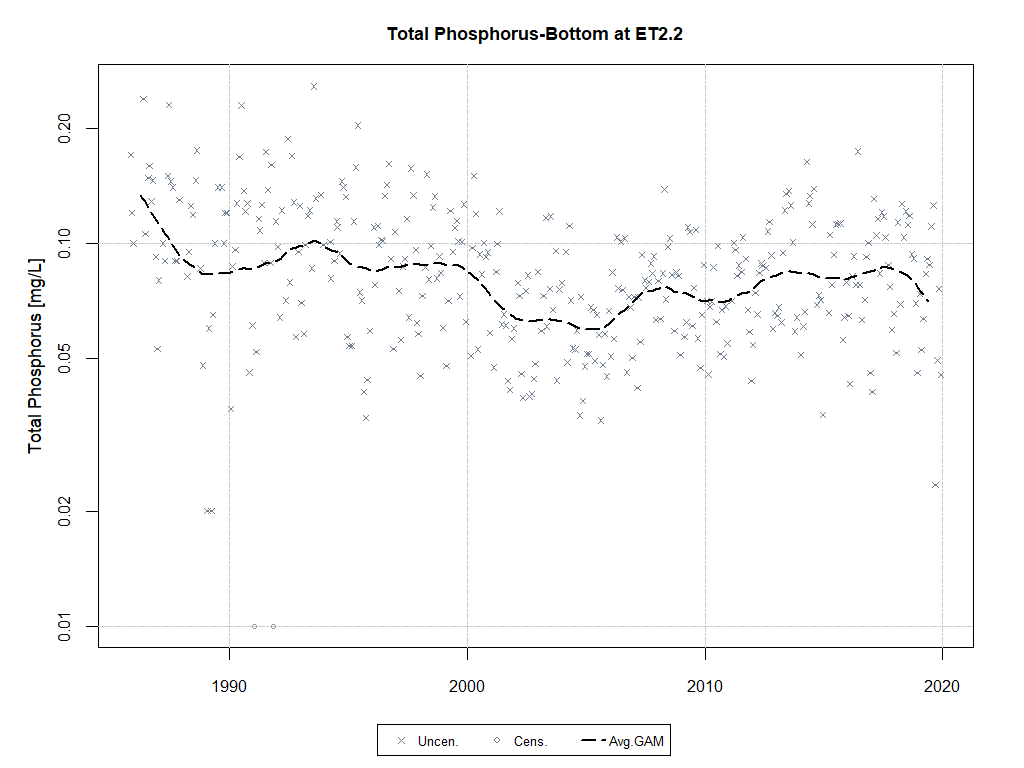 Total Phosphorus-Bottom at ET2.2
Total Phosphorus [mg/L]
0.20
0.10
0.05
0.02
0.01
1990 2000 2010 2020
Uncen. Cens. Avg.GAM